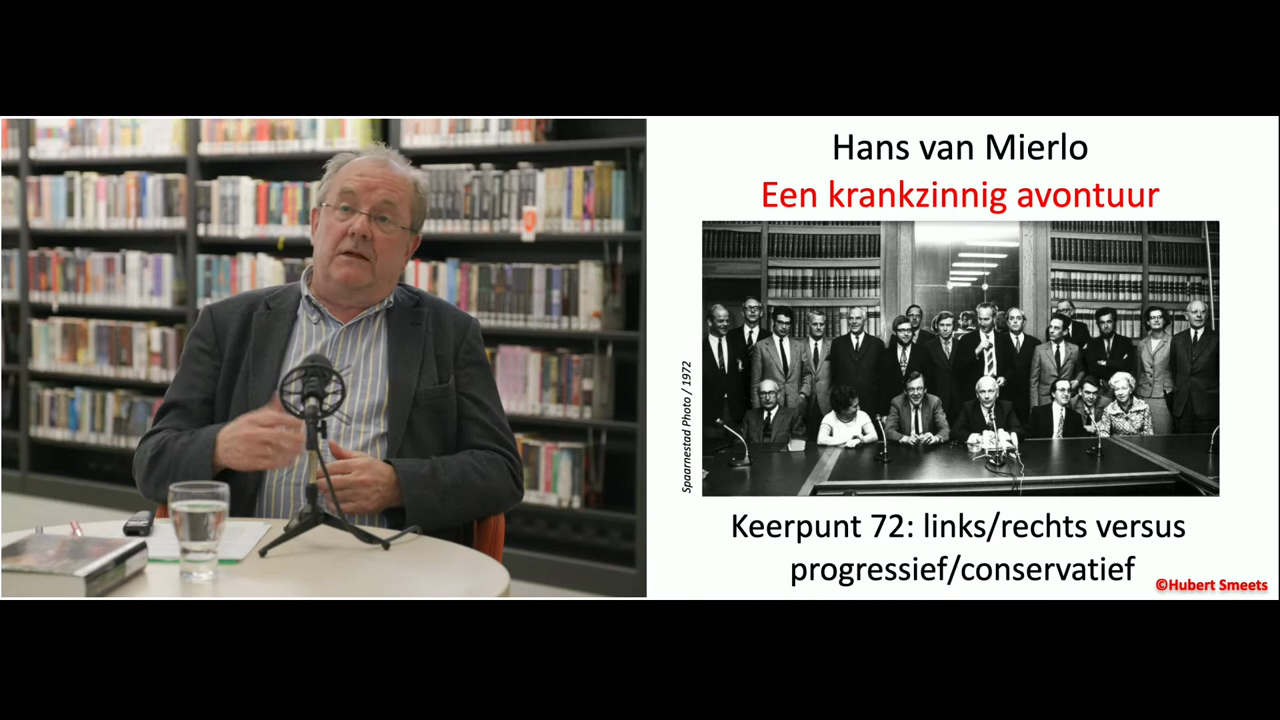 Hans van Mierlo
Een krankzinnig avontuur
Spaarnestad Photo / 1972
Keerpunt 72: links/rechts versus
progressief/conservatief
©Hubert Smeets